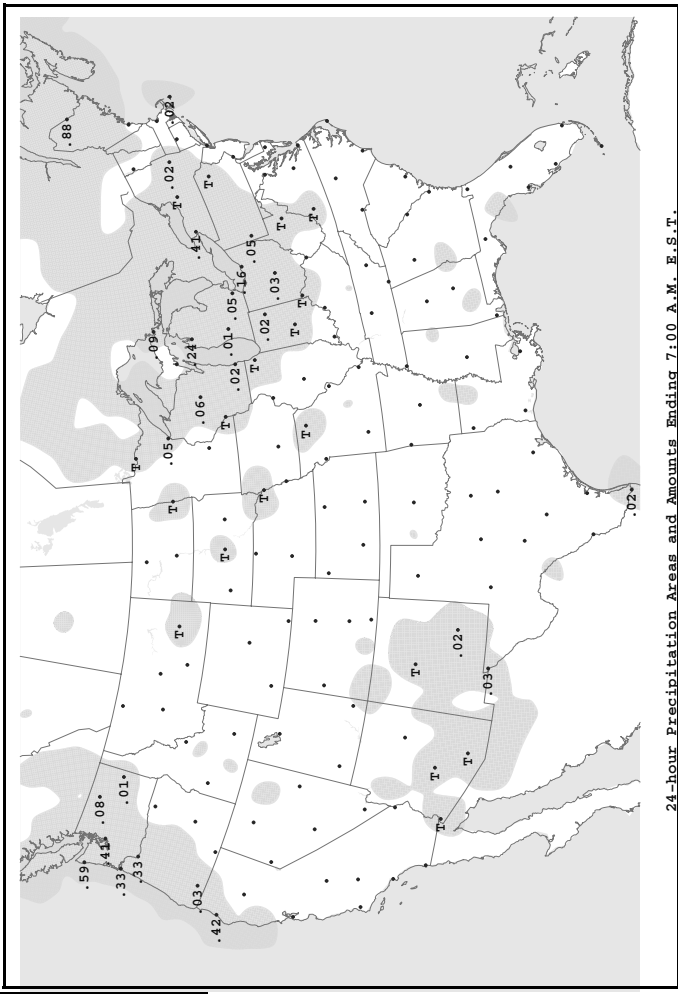 .88
.59
.08
.41
.33
.01
T
.33
.09
.05
.02
.02
T
T
T
.24
.41
.03
.06
T
.42
T
T
.01
.05
.02
.16
.05
T
T
.02
.03
T
T
T
T
T
T
T
T
.02
T
.03
.02
24-hour Precipitation Areas and Amounts Ending 7:00 A.M. E.S.T.